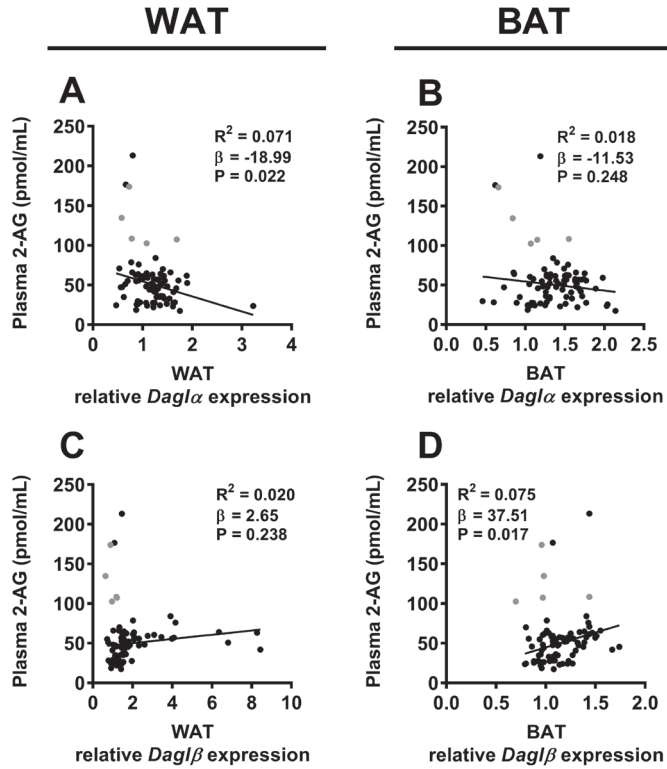 WAT
BAT
A
Plasma 2-AG (pmol/mL)
250
200
150
100
50
0
R² = 0.071
β = -18.99
P = 0.022
0 1 2 3 4
WAT
relative Daglα expression
B
Plasma 2-AG (pmol/mL)
250
200
150
100
50
0
R² = 0.018
β = -11.53
P = 0.248
0.0 0.5 1.0 1.5 2.0 2.5
BAT
relative Daglα expression
C
Plasma 2-AG (pmol/mL)
250
200
150
100
50
0
R² = 0.020
β = 2.65
P = 0.238
0 2 4 6 8 10
WAT
relative Daglβ expression
D
Plasma 2-AG (pmol/mL)
250
200
150
100
50
0
R² = 0.075
β = 37.51
P = 0.017
0.0 0.5 1.0 1.5 2.0
BAT
relative Daglβ expression